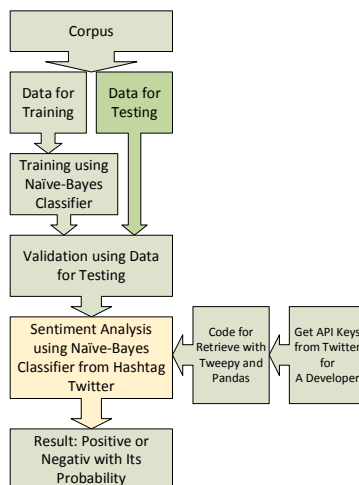 Corpus
Data for
Training
Data for
Testing
Training using
Naïve-Bayes
Classifier
Validation using Data
for Testing
Sentiment Analysis
using Naïve-Bayes
Classifier from Hashtag
Twitter
Code for
Retrieve with
Tweepy and
Pandas
Get API Keys
from Twitter
for
A Developer
Result: Positive or
Negativ with Its
Probability